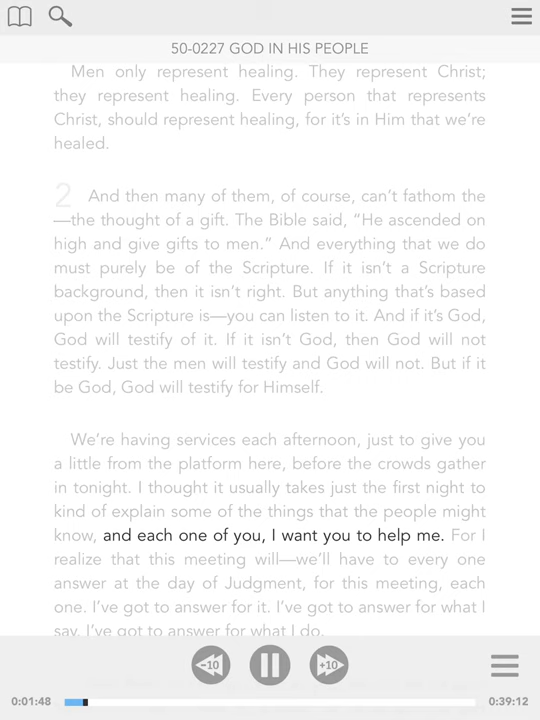 50-0227 GOD IN HIS PEOPLE
Men only represent healing. They represent Christ;
they represent healing. Every person that represents
Christ, should represent healing, for it’s in Him that we’re
healed.
2 And then many of them, of course, can’t fathom the
—the thought of a gift. The Bible said, “He ascended on
high and give gifts to men.” And everything that we do
must purely be of the Scripture. If it isn’t a Scripture
background, then it isn’t right. But anything that’s based
upon the Scripture is—you can listen to it. And if it’s God,
God will testify of it. If it isn’t God, then God will not
testify. Just the men will testify and God will not. But if it
be God, God will testify for Himself.
We’re having services each afternoon, just to give you
a little from the platform here, before the crowds gather
in tonight. I thought it usually takes just the first night to
kind of explain some of the things that the people might
know, and each one of you, I want you to help me. For I
realize that this meeting will—we’ll have to every one
answer at the day of Judgment, for this meeting, each
one. I’ve got to answer for it. I’ve got to answer for what I
say. I’ve got to answer for what I do.
-10
+10
0:01:48
0:39:12